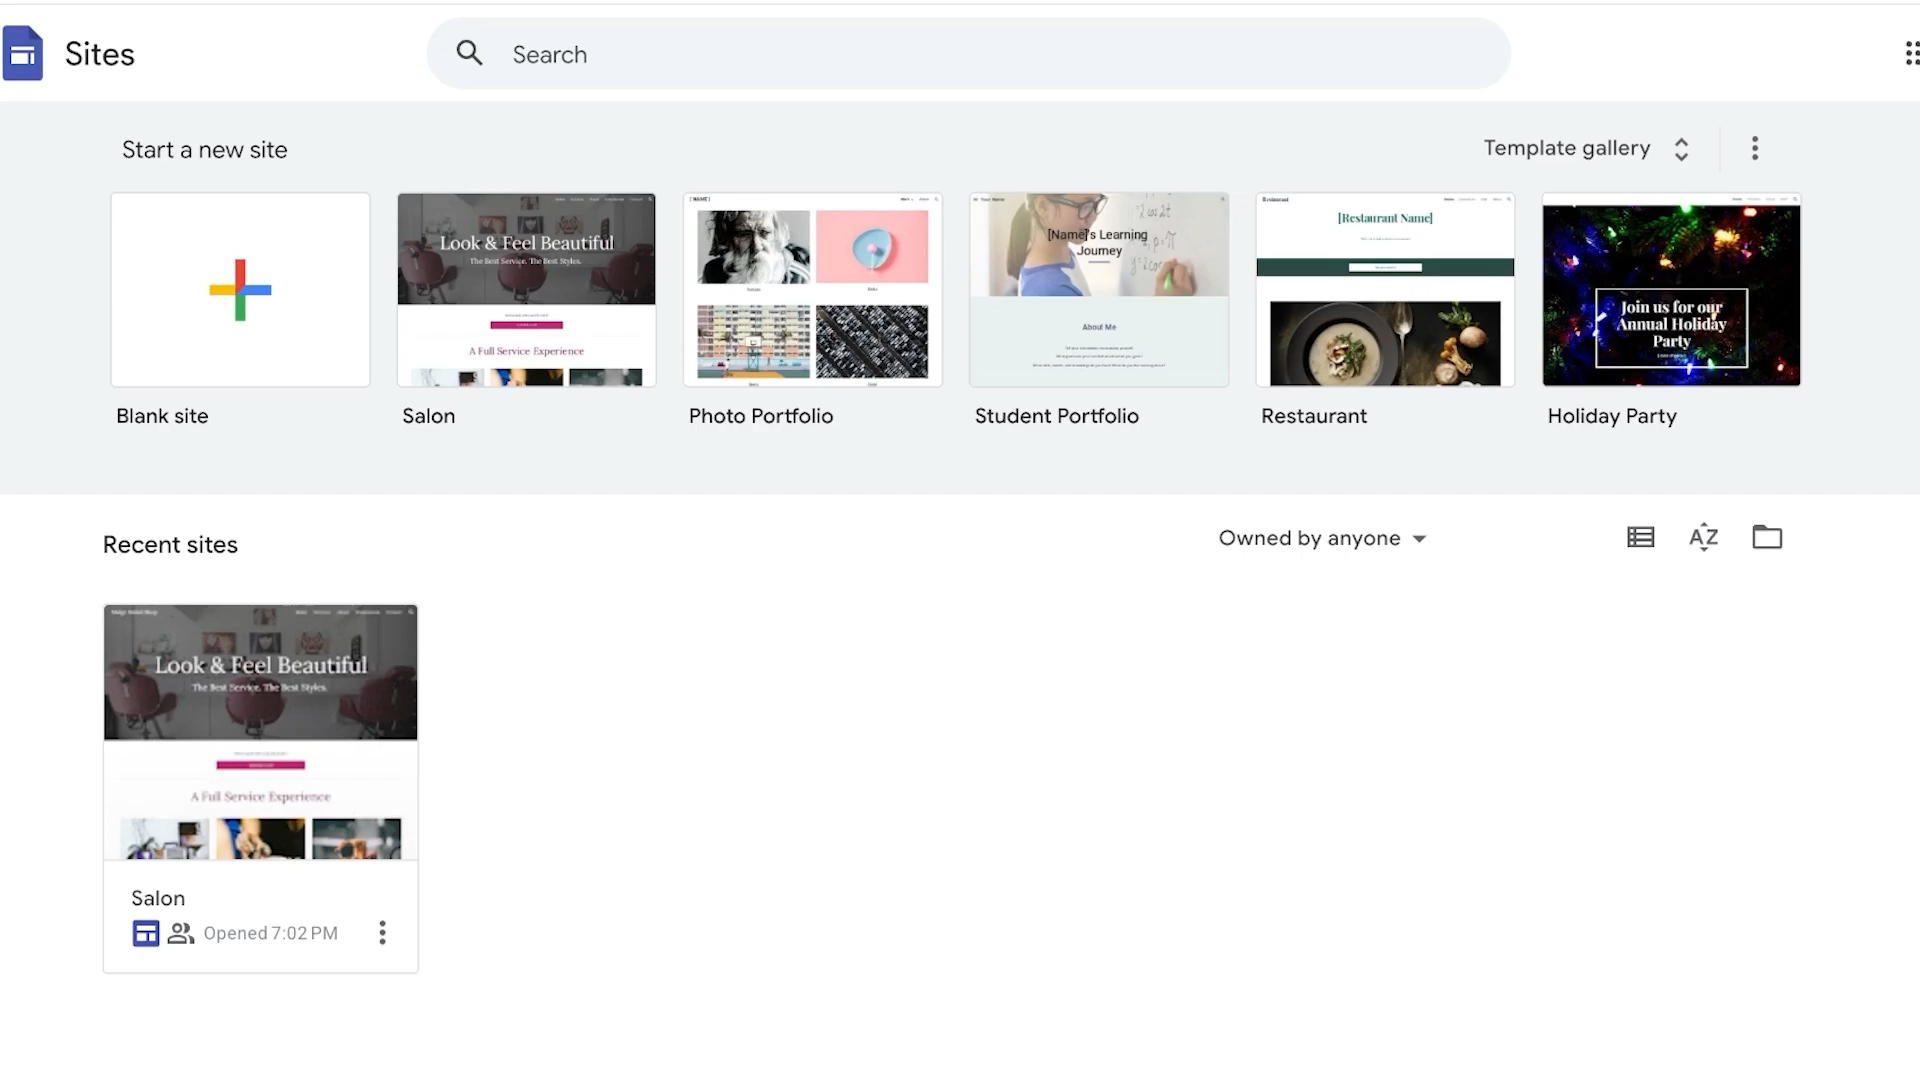 Sites
Search
Start a new site
Template gallery
Look & Feel Beautiful
The Best Service. The Best Styles.
A Full Service Experience
[NAME]
[Name]'s Learning
Journey
About Me
Restaurant
[Restaurant Name]
Join us for our
Annual Holiday
Party
Blank site
Salon
Photo Portfolio
Student Portfolio
Restaurant
Holiday Party
Recent sites
Owned by anyone
AZ
Look & Feel Beautiful
The Best Service. The Best Styles.
A Full Service Experience
Salon
Opened 7:02 PM